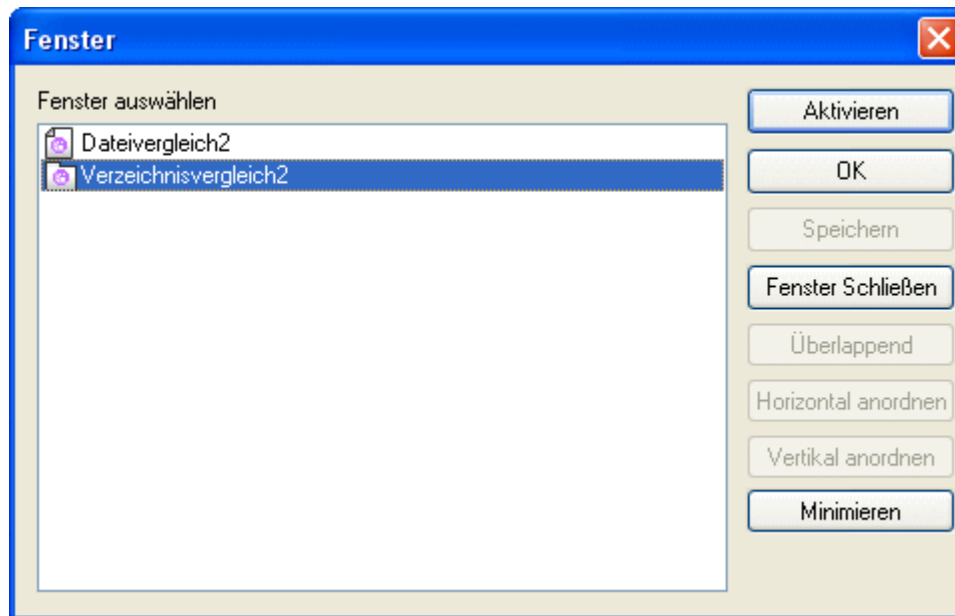 Fenster
Fenster auswählen
Dateivergleich2
Verzeichnisvergleich2
Aktivieren
OK
Speichern
Fenster Schließen
Überlappend
Horizontal anordnen
Vertikal anordnen
Minimieren